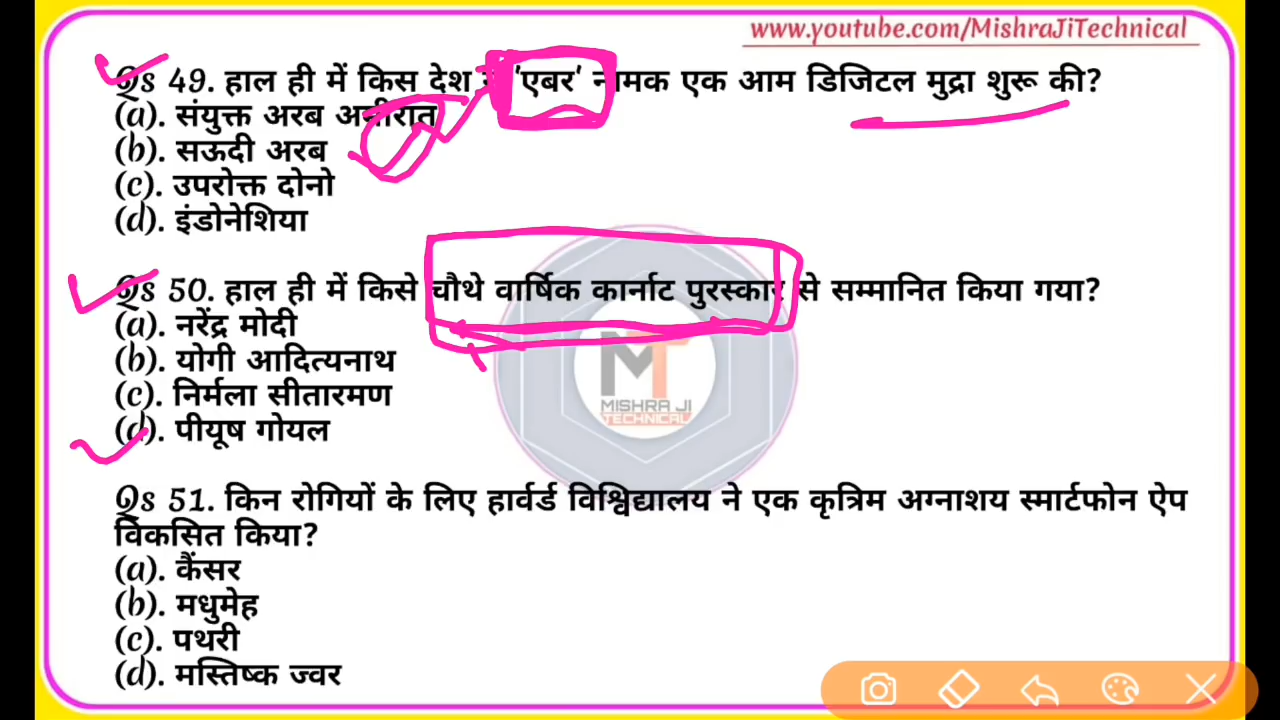 www.youtube.com/MishraJiTechnical
Qs 49. हाल ही में किस देश ने 'एबर' नामक एक आम डिजिटल मुद्रा शुरू की?
(a). संयुक्त अरब अमीरात
(b). सऊदी अरब
(c). उपरोक्त दोनो
(d). इंडोनेशिया
Qs 50. हाल ही में किसे चौथे वार्षिक कार्नाट पुरस्कार से सम्मानित किया गया?
(a). नरेंद्र मोदी
(b). योगी आदित्यनाथ
(c). निर्मला सीतारमण
(d). पीयूष गोयल
MT
MISHRA JI
TECHNICAL
Qs 51. किन रोगियों के लिए हार्वर्ड विश्विद्यालय ने एक कृत्रिम अग्नाशय स्मार्टफोन ऐप
विकसित किया?
(a). कैंसर
(b). मधुमेह
(c). पथरी
(d). मस्तिष्क ज्वर